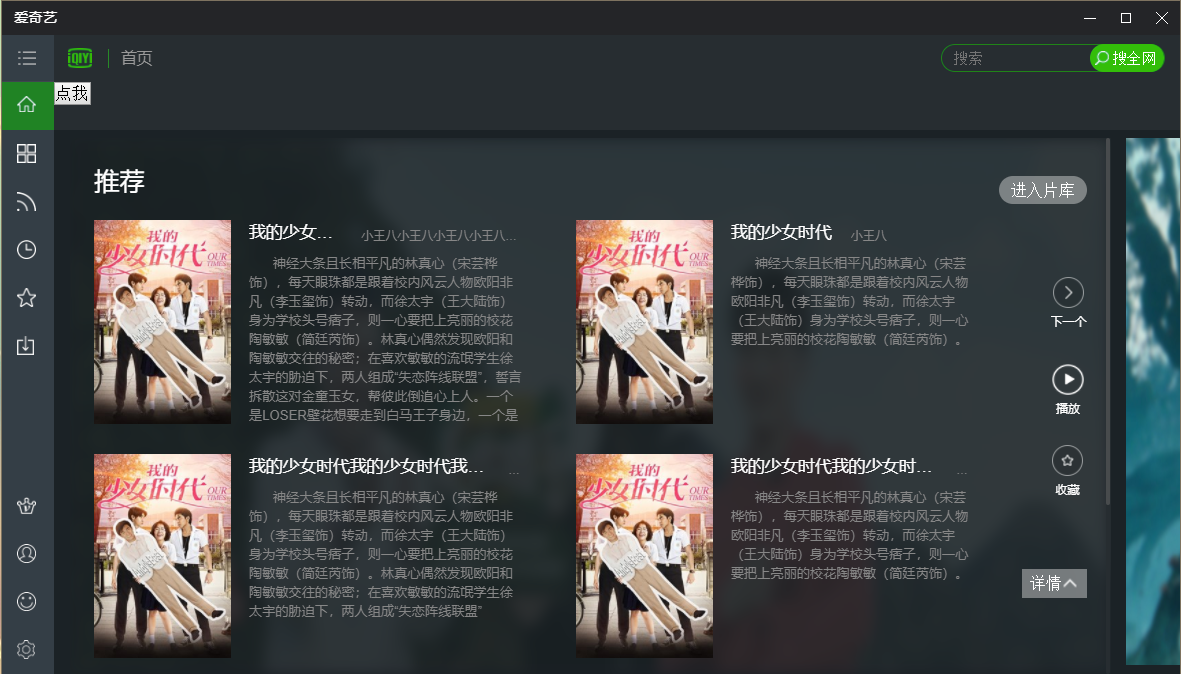 爱奇艺
iQIYI 首页
搜索 搜全网
点我
推荐
进入片库
我的少女... 小王八小王八小王八小王八...
神经大条且长相平凡的林真心（宋芸桦
饰），每天眼珠都是跟着校内风云人物欧阳非
凡（李玉玺饰）转动，而徐太宇（王大陆饰）
身为学校头号痞子，则一心要把上亮丽的校花
陶敏敏（简廷芮饰）。林真心偶然发现欧阳和
陶敏敏交往的秘密；在喜欢敏敏的流氓学生徐
太宇的胁迫下，两人组成“失恋阵线联盟”，誓言
拆散这对金童玉女，帮彼此倒追心上人。一个
是LOSER壁花想要走到白马王子身边，一个是
我的
少女时代
OUR
TIMES
我的少女时代 小王八
神经大条且长相平凡的林真心（宋芸
桦饰），每天眼珠都是跟着校内风云人物
欧阳非凡（李玉玺饰）转动，而徐太宇
（王大陆饰）身为学校头号痞子，则一心
要把上亮丽的校花陶敏敏（简廷芮饰）。
我的
少女时代
OUR
TIMES
下一个
播放
收藏
我的少女时代我的少女时代我... ...
神经大条且长相平凡的林真心（宋芸桦
饰），每天眼珠都是跟着校内风云人物欧阳非
凡（李玉玺饰）转动，而徐太宇（王大陆饰）
身为学校头号痞子，则一心要把上亮丽的校花
陶敏敏（简廷芮饰）。林真心偶然发现欧阳和
陶敏敏交往的秘密；在喜欢敏敏的流氓学生徐
太宇的胁迫下，两人组成“失恋阵线联盟”
我的
少女时代
OUR
TIMES
我的少女时代我的少女时... ...
神经大条且长相平凡的林真心（宋芸
桦饰），每天眼珠都是跟着校内风云人物
欧阳非凡（李玉玺饰）转动，而徐太宇
（王大陆饰）身为学校头号痞子，则一心
要把上亮丽的校花陶敏敏（简廷芮饰）。
我的
少女时代
OUR
TIMES
详情